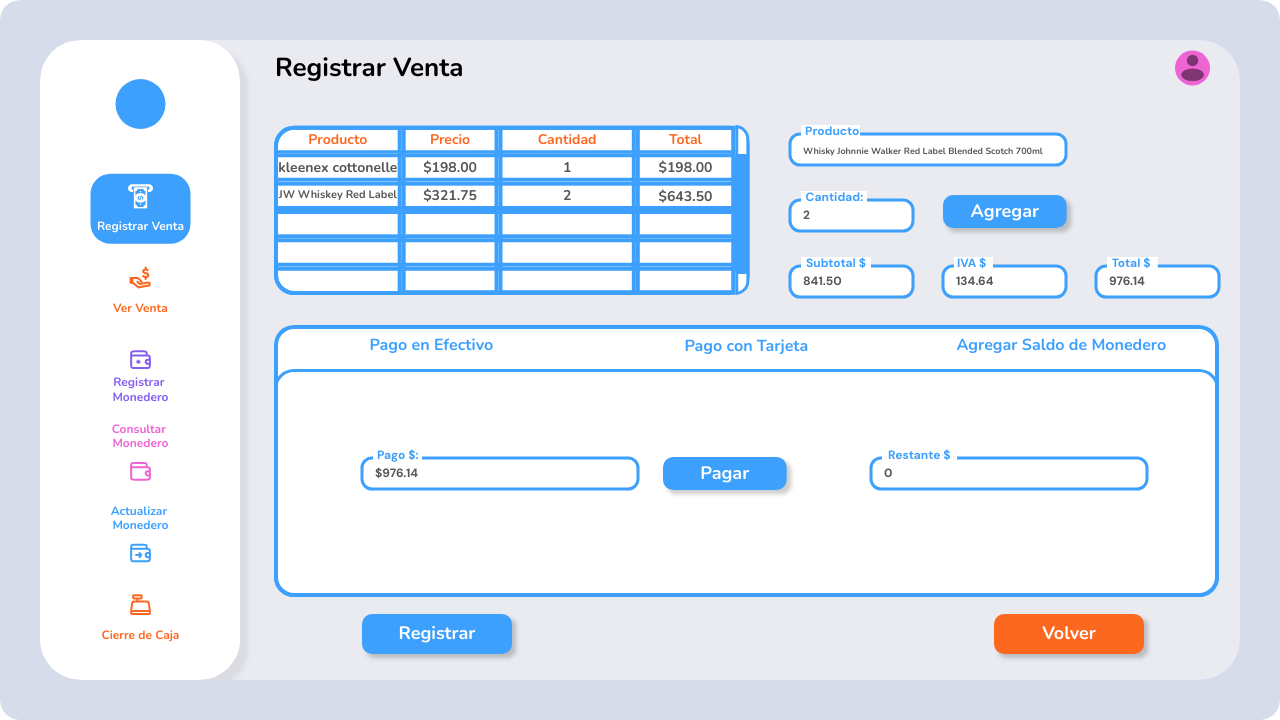 Registrar Venta
Registrar Venta
Ver Venta
Registrar
Monedero
Consultar
Monedero
Actualizar
Monedero
Cierre de Caja
Producto Precio Cantidad Total
kleenex cottonelle $198.00 1 $198.00
JW Whiskey Red Label $321.75 2 $643.50
Producto
Whisky Johnnie Walker Red Label Blended Scotch 700ml
Cantidad:
2
Agregar
Subtotal $ IVA $ Total $
841.50 134.64 976.14
Pago en Efectivo Pago con Tarjeta Agregar Saldo de Monedero
Pago $:
$976.14
Pagar
Restante $
0
Registrar Volver